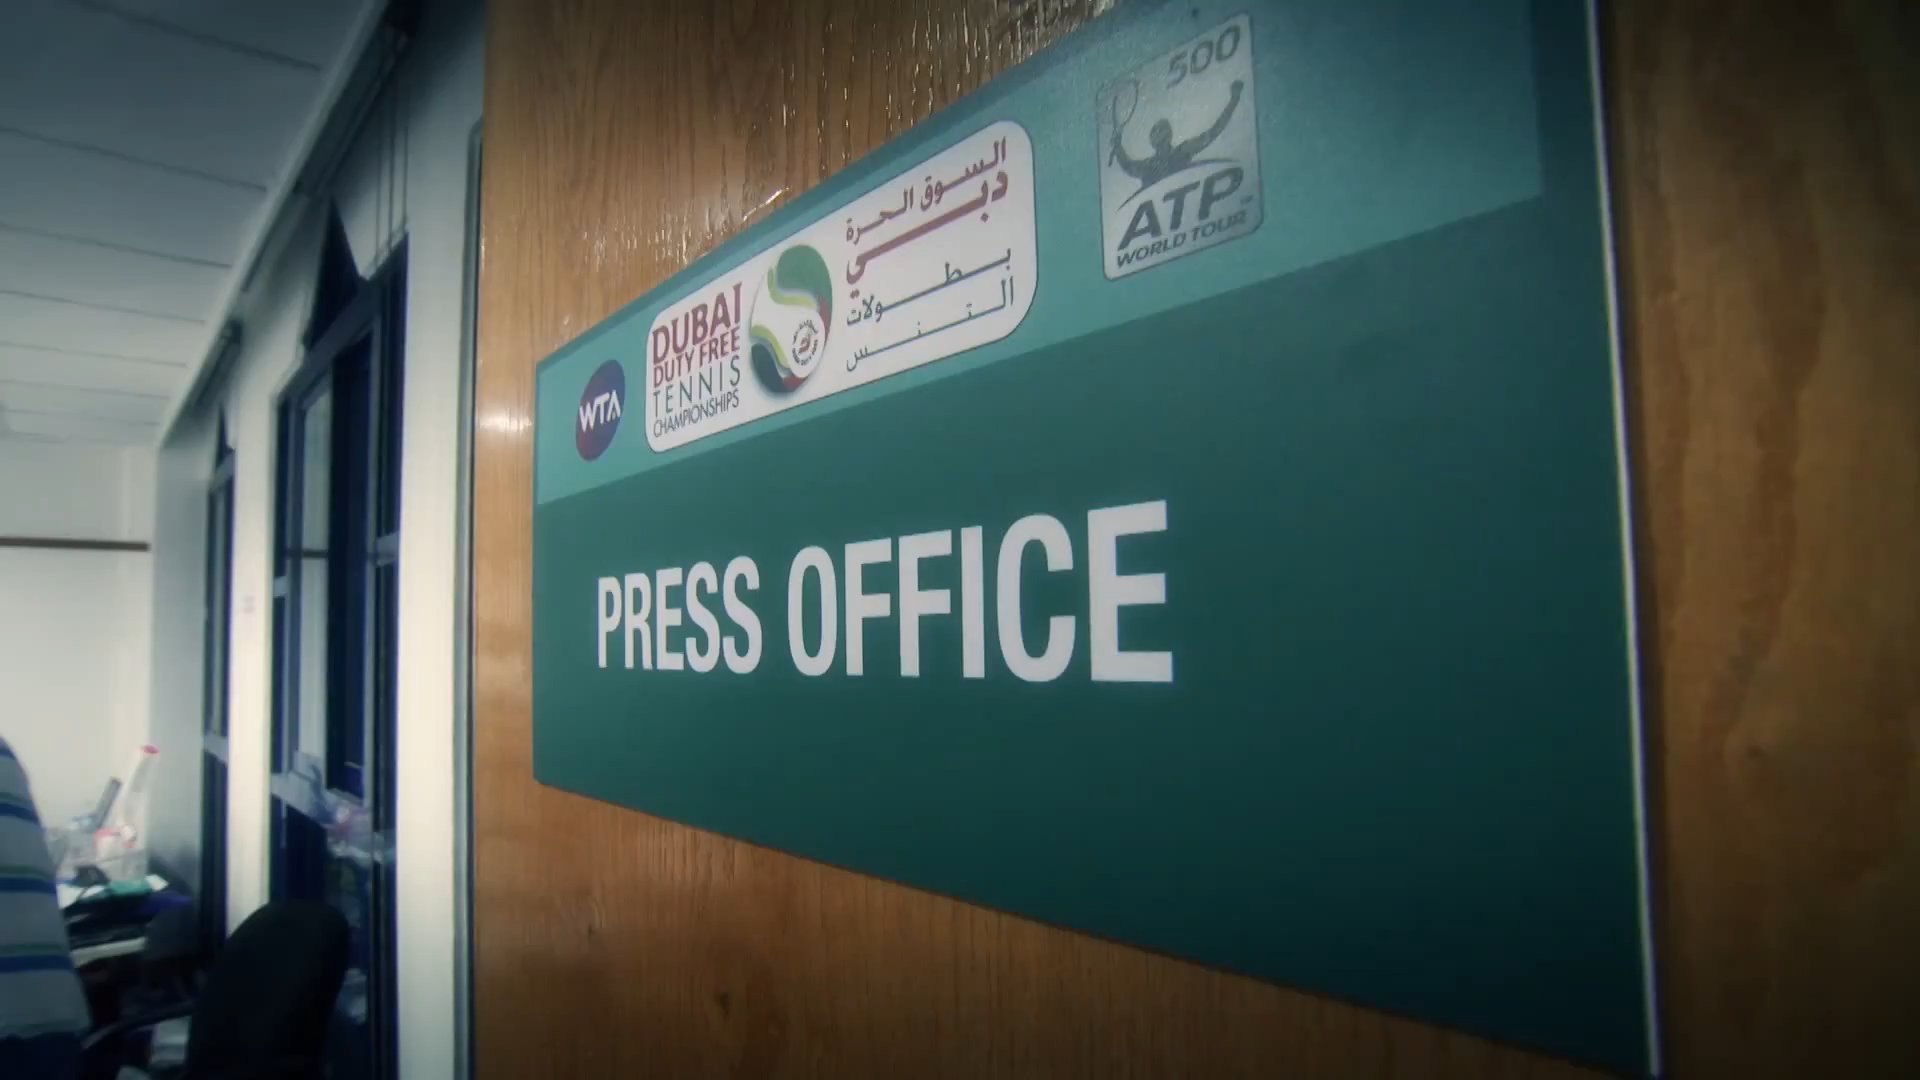 WTA
DUBAI
DUTY FREE
TENNIS
CHAMPIONSHIPS
السوق الحرة
دبي
بطولات
التنس
500
ATP
WORLD TOUR
PRESS OFFICE